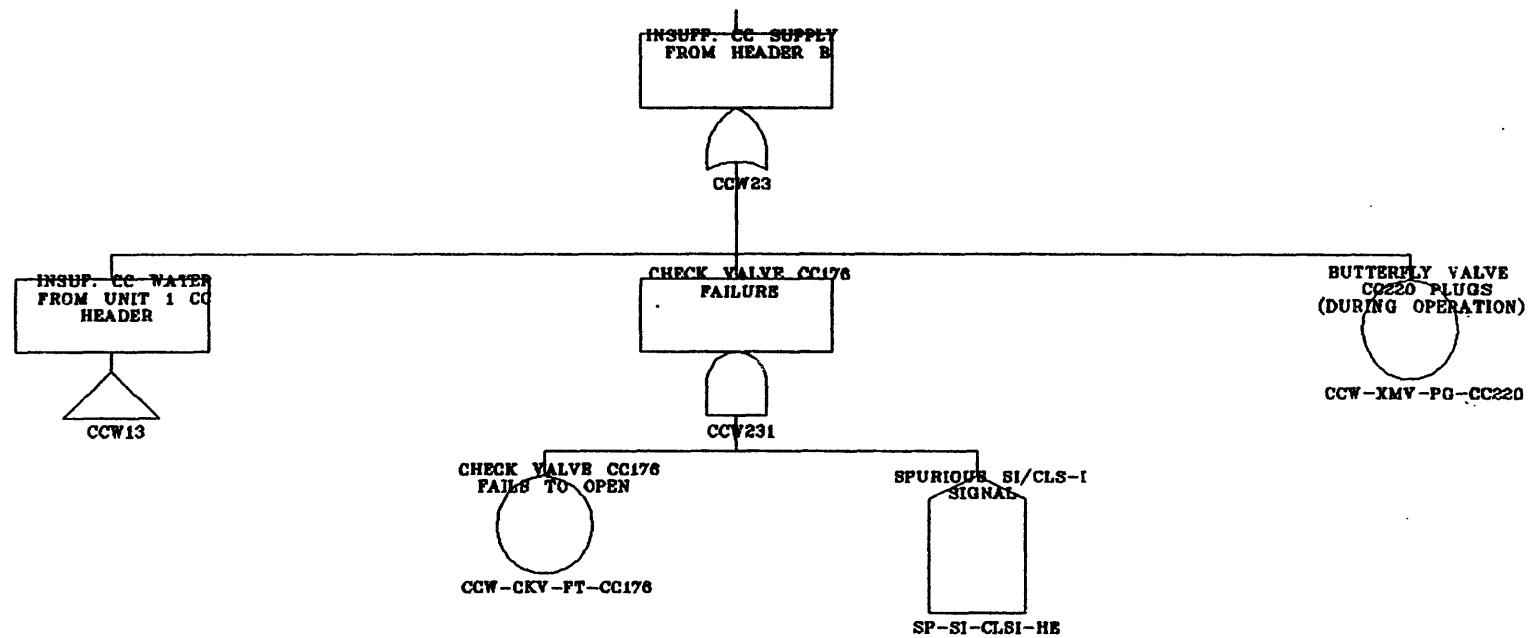 INSUFF. CC SUPPLY
FROM HEADER B
CCW23
INSUF. CC WATER
FROM UNIT 1 CC
HEADER
CCW13
CHECK VALVE CC176
FAILURE
CCW231
BUTTERFLY VALVE
CC220 PLUGS
(DURING OPERATION)
CCW-XMV-PG-CC220
CHECK VALVE CC176
FAILS TO OPEN
CCW-CKV-FT-CC176
SPURIOUS SI/CLS-I
SIGNAL
SP-SI-CLSI-HE